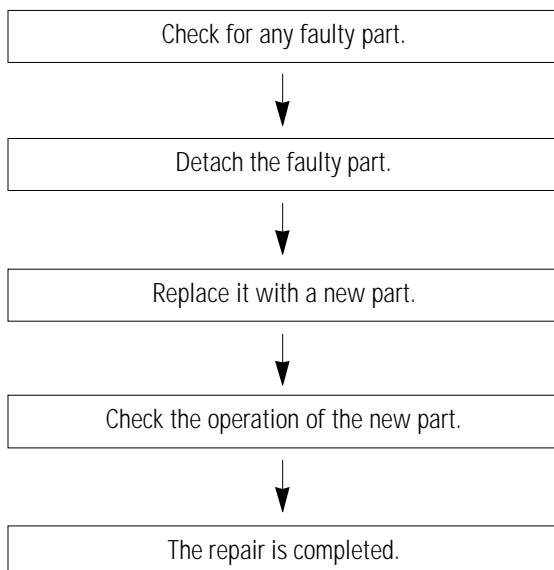 Check for any faulty part.
Detach the faulty part.
Replace it with a new part.
Check the operation of the new part.
The repair is completed.